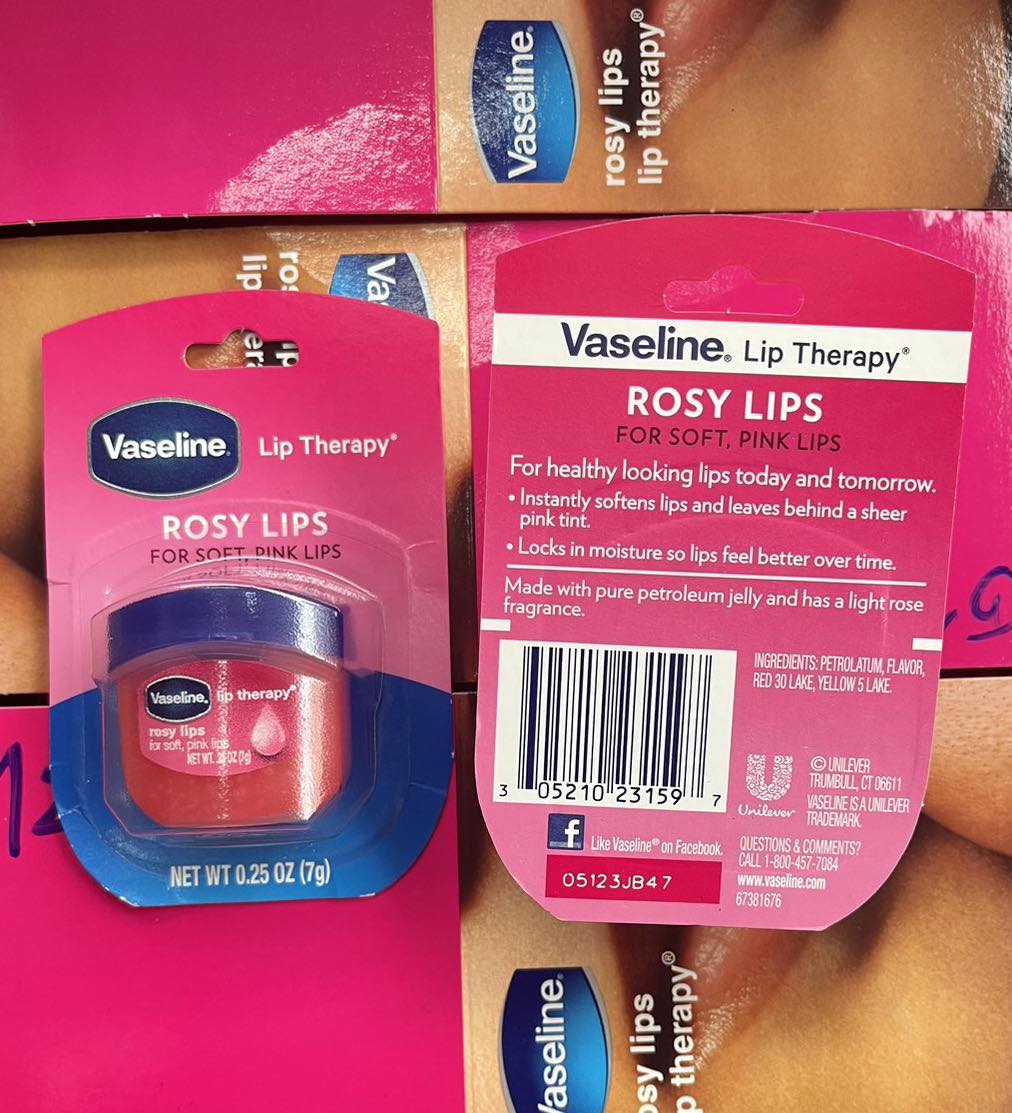 Vaseline.
rosy lips
lip therapy®
Vaseline. Lip Therapy®
ROSY LIPS
FOR SOFT, PINK LIPS
Vaseline. lip therapy®
rosy lips
for soft, pink lips
NET WT. .25 OZ (7g)
NET WT 0.25 OZ (7g)
Vaseline® Lip Therapy®
ROSY LIPS
FOR SOFT, PINK LIPS
For healthy looking lips today and tomorrow.
• Instantly softens lips and leaves behind a sheer
pink tint.
• Locks in moisture so lips feel better over time.
Made with pure petroleum jelly and has a light rose
fragrance.
INGREDIENTS: PETROLATUM, FLAVOR,
RED 30 LAKE, YELLOW 5 LAKE.
3 05210 23159 7
Unilever
© UNILEVER
TRUMBULL, CT 06611
VASELINE IS A UNILEVER
TRADEMARK.
f Like Vaseline® on Facebook.
QUESTIONS & COMMENTS?
CALL 1-800-457-7084
www.vaseline.com
67381676
05123JB47
Vaseline.
rosy lips
lip therapy®